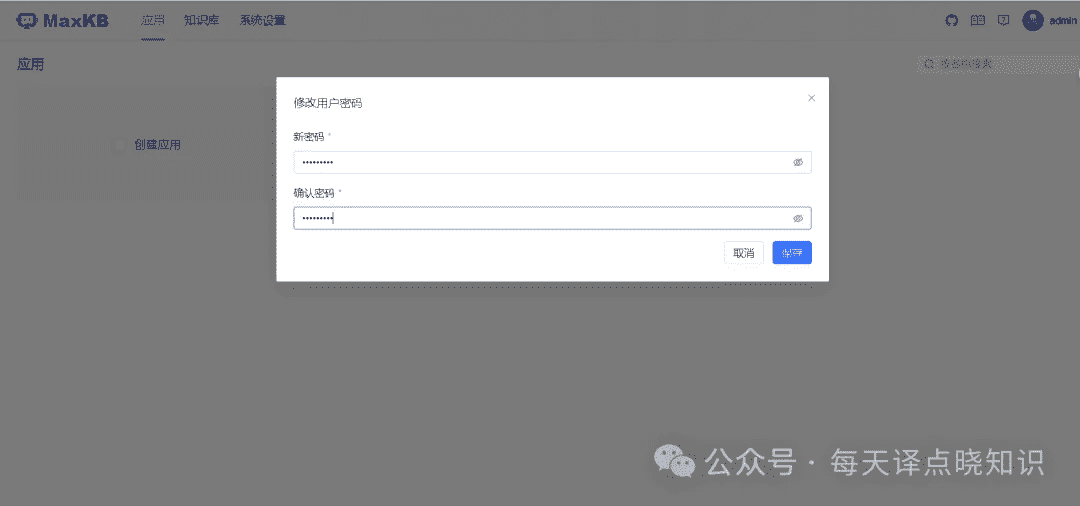 MaxKB 应用 知识库 系统设置 admin
应用
创建应用
修改用户密码
新密码 *
•••••••••
确认密码 *
•••••••••
取消 保存
公众号 · 每天译点晓知识